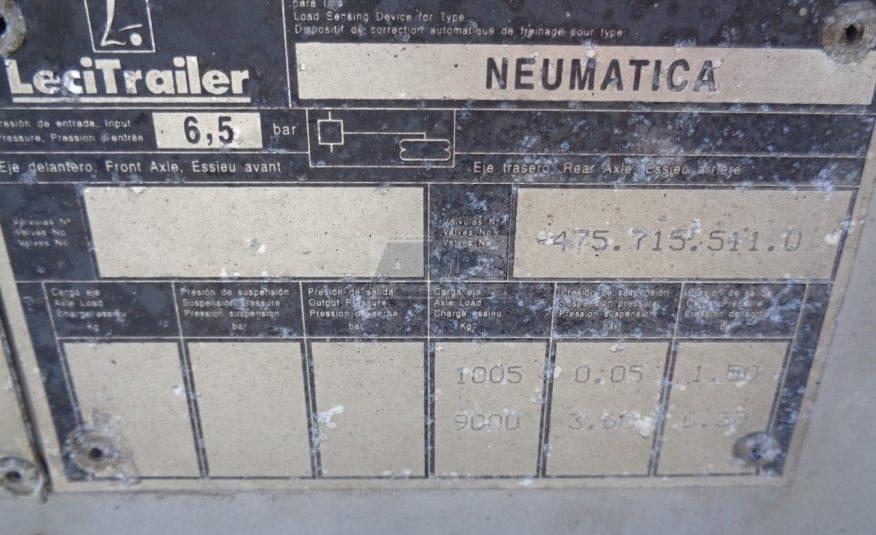 para
Load Sensing Device for Type:
Dispositif de correction automatique de freinage pour type:
LeciTrailer
NEUMATICA
Presión de entrada, Input
Pressure, Pression d'entrée
6,5 bar
Eje delantero, Front Axle, Essieu avant
Eje trasero, Rear Axle, Essieu arriere
Válvulas Nº
Valves No.
Valves No.
Válvulas Nº
Valves No.
Valves No.
475.715.511.0
Carga eje
Axle Load
Charge essieu
Kg
Presión de suspensión
Suspension pressure
Pression suspension
bar
Presión de salida
Output Pressure
Pression de sortie
bar
Carga eje
Axle Load
Charge essieu
Kg
Presión de suspensión
Suspension pressure
Pression suspension
bar
Presión de salida
Output Pressure
Pression de sortie
bar
1005 0.05 1.50
9000 3.60